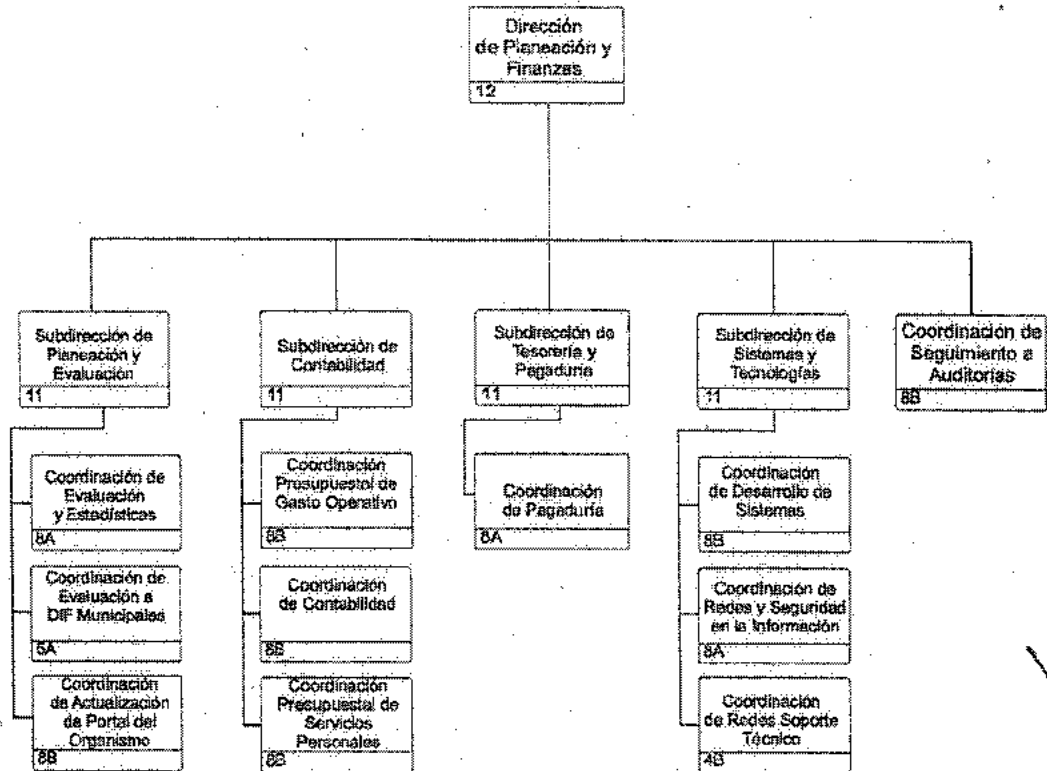 Dirección
de Planeación y
Finanzas
12
Subdirección de
Planeación y
Evaluación
11
Subdirección de
Contabilidad
11
Subdirección de
Tesorería y
Pagaduría
11
Subdirección de
Sistemas y
Tecnologías
11
Coordinación de
Seguimiento a
Auditorías
8B
Coordinación de
Evaluación
y Estadísticas
8A
Coordinación de
Evaluación a
DIF Municipales
Coordinación
de Actualización
de Portal del
Organismo
8B
Coordinación
Presupuestal de
Gasto Operativo
8B
Coordinación
de Contabilidad
8B
Coordinación
Presupuestal de
Servicios
Personales
8B
Coordinación
de Pagaduría
8A
Coordinación
de Desarrollo de
Sistemas
8B
Coordinación de
Redes y Seguridad
en la Información
8A
Coordinación
de Redes Soporte
Técnico
4B